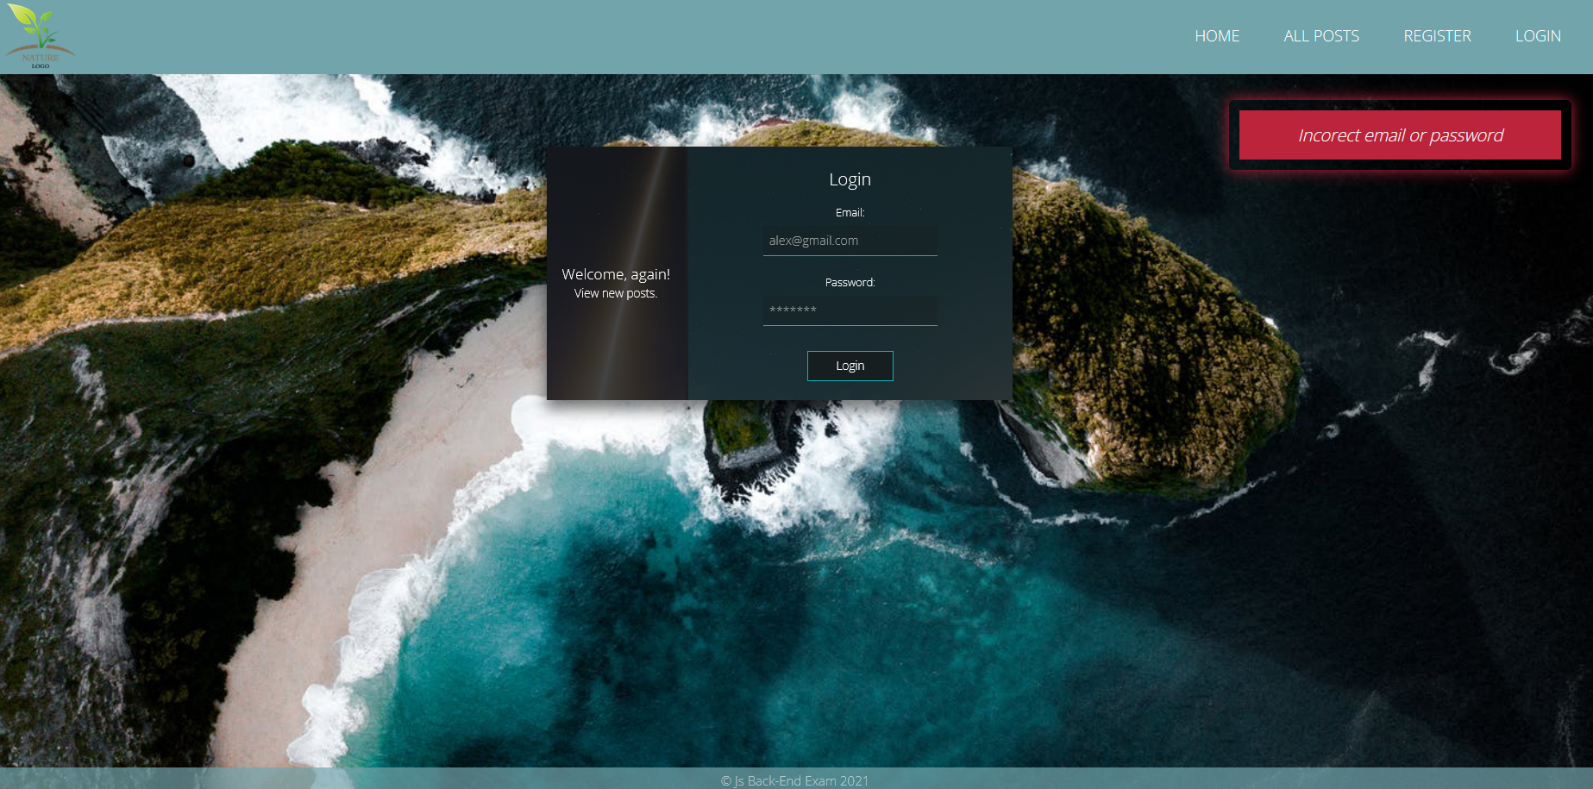 NATURE
LOGO
HOME
ALL POSTS
REGISTER
LOGIN
Incorect email or password
Login
Email:
alex@gmail.com
Password:
*******
Login
Welcome, again!
View new posts.
© Js Back-End Exam 2021